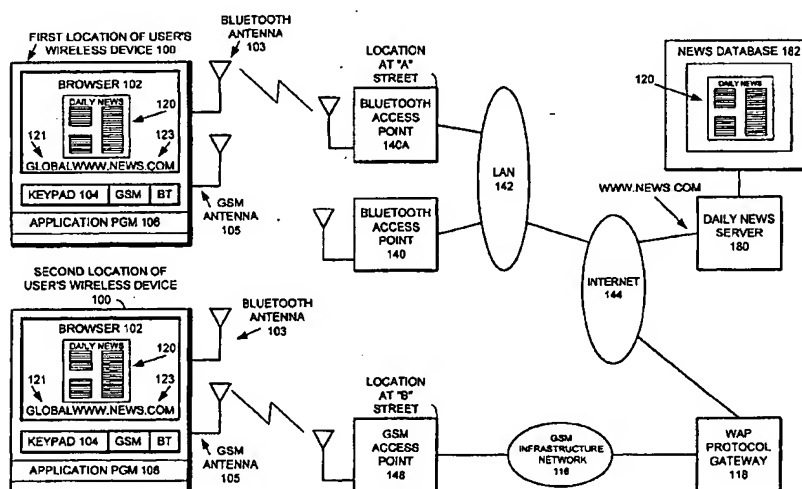 FIRST LOCATION OF USER'S
WIRELESS DEVICE 100
BROWSER 102
DAILY NEWS
120
121
123
GLOBALWWW.NEWS.COM
KEYPAD 104
GSM
BT
APPLICATION PGM 106
BLUETOOTH
ANTENNA
103
GSM
ANTENNA
105
LOCATION
AT "A"
STREET
BLUETOOTH
ACCESS
POINT
140A
BLUETOOTH
ACCESS
POINT
140
LAN
142
INTERNET
144
NEWS DATABASE 182
120
DAILY NEWS
WWW.NEWS.COM
DAILY NEWS
SERVER
180
SECOND LOCATION OF
USER'S WIRELESS DEVICE
100
BROWSER 102
DAILY NEWS
120
121
123
GLOBALWWW.NEWS.COM
KEYPAD 104
GSM
BT
APPLICATION PGM 106
BLUETOOTH
ANTENNA
103
GSM
ANTENNA
105
LOCATION
AT "B"
STREET
GSM
ACCESS
POINT
148
GSM
INFRASTRUCTURE
NETWORK
116
WAP
PROTOCOL
GATEWAY
118